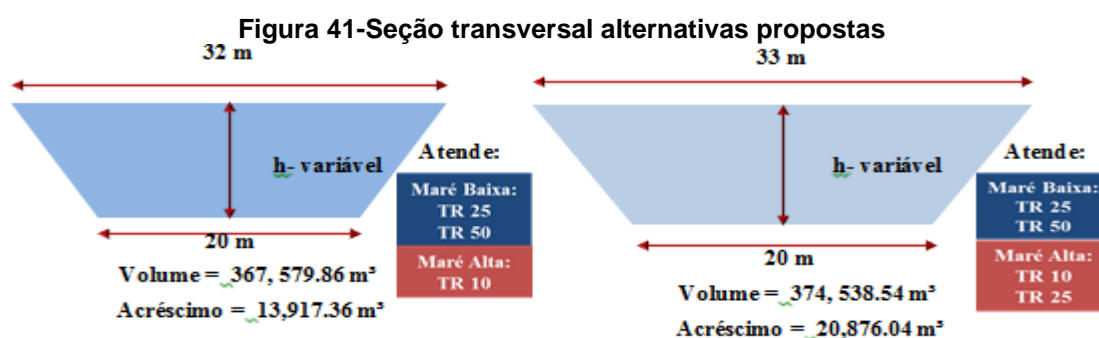 Figura 41-Seção transversal alternativas propostas
32 m
h- variável
20 m
Atende:
Maré Baixa:
TR 25
TR 50
Maré Alta:
TR 10
Volume = 367, 579.86 m³
Acréscimo = 13,917.36 m³
33 m
h- variável
20 m
Atende:
Maré Baixa:
TR 25
TR 50
Maré Alta:
TR 10
TR 25
Volume = 374, 538.54 m³
Acréscimo = 20,876.04 m³